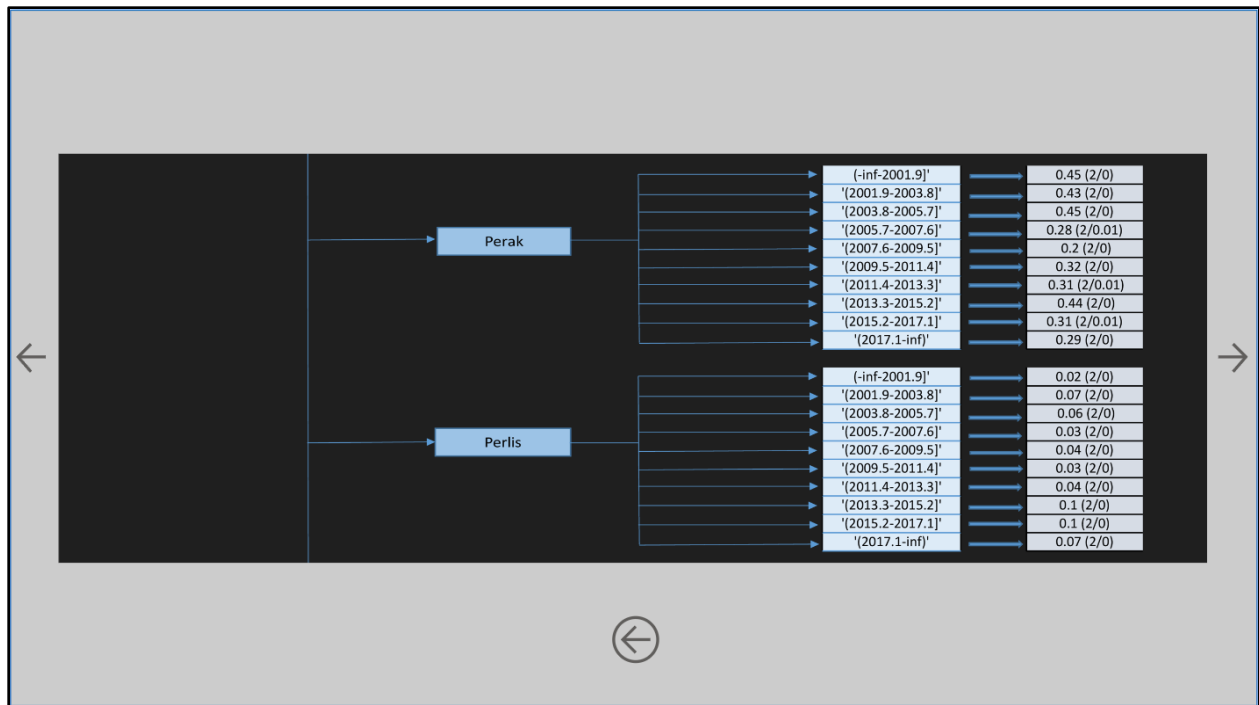 (-inf-2001.9]' 0.45 (2/0)
'(2001.9-2003.8]' 0.43 (2/0)
'(2003.8-2005.7]' 0.45 (2/0)
'(2005.7-2007.6]' 0.28 (2/0.01)
Perak
'(2007.6-2009.5]' 0.2 (2/0)
'(2009.5-2011.4]' 0.32 (2/0)
'(2011.4-2013.3]' 0.31 (2/0.01)
'(2013.3-2015.2]' 0.44 (2/0)
'(2015.2-2017.1]' 0.31 (2/0.01)
'(2017.1-inf)' 0.29 (2/0)
(-inf-2001.9]' 0.02 (2/0)
'(2001.9-2003.8]' 0.07 (2/0)
'(2003.8-2005.7]' 0.06 (2/0)
'(2005.7-2007.6]' 0.03 (2/0)
Perlis
'(2007.6-2009.5]' 0.04 (2/0)
'(2009.5-2011.4]' 0.03 (2/0)
'(2011.4-2013.3]' 0.04 (2/0)
'(2013.3-2015.2]' 0.1 (2/0)
'(2015.2-2017.1]' 0.1 (2/0)
'(2017.1-inf)' 0.07 (2/0)